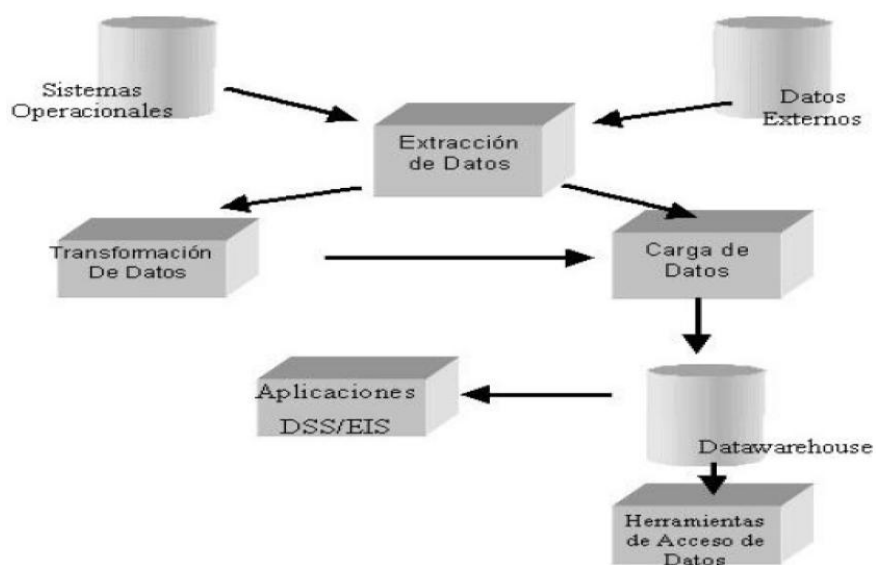 Sistemas
Operacionales
Datos
Externos
Extracción
de Datos
Transformación
De Datos
Carga de
Datos
Aplicaciones
DSS/EIS
Datawarehouse
Herramientas
de Acceso de
Datos